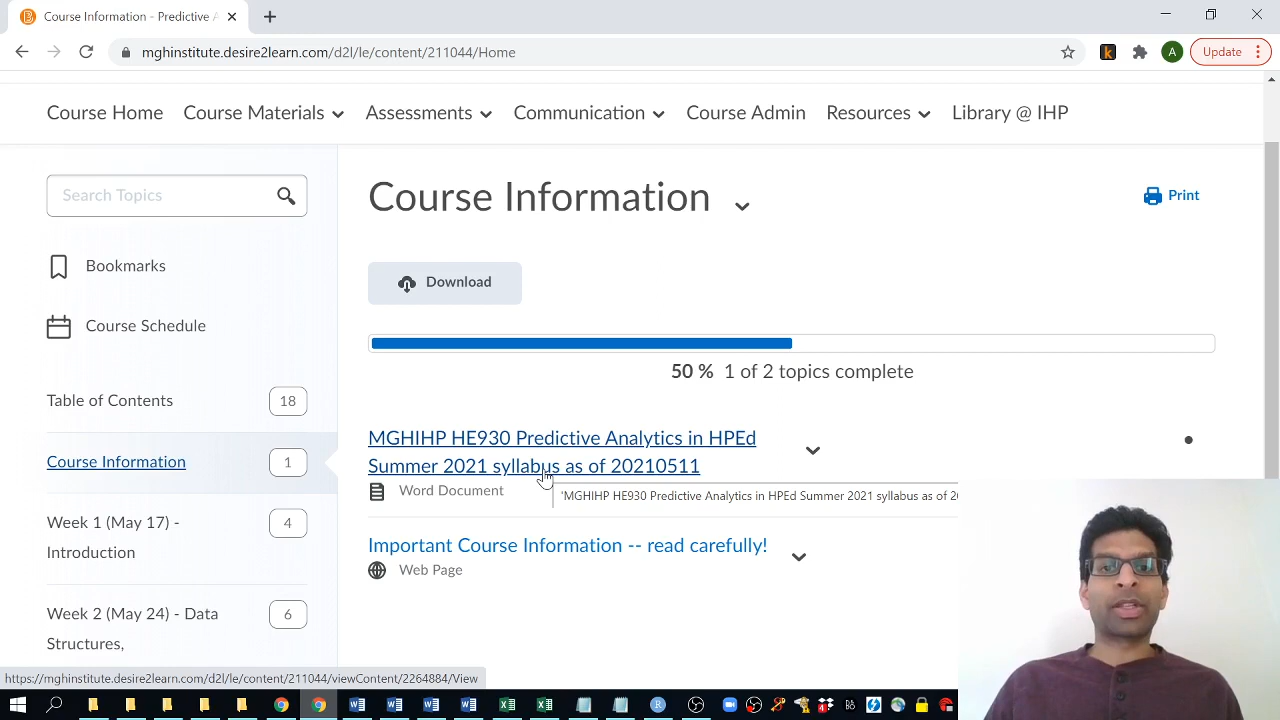 Course Information - Predictive A
mghinstitute.desire2learn.com/d2l/le/content/211044/Home
k
A
Update
Course Home
Course Materials
Assessments
Communication
Course Admin
Resources
Library @ IHP
Search Topics
Bookmarks
Course Schedule
Table of Contents
18
Course Information
1
Week 1 (May 17) -
Introduction
4
Week 2 (May 24) - Data
Structures,
6
Course Information
Print
Download
50 % 1 of 2 topics complete
MGHIHP HE930 Predictive Analytics in HPEd
Summer 2021 syllabus as of 20210511
Word Document
'MGHIHP HE930 Predictive Analytics in HPEd Summer 2021 syllabus as of 20
Important Course Information -- read carefully!
Web Page
https://mghinstitute.desire2learn.com/d2l/le/content/211044/viewContent/2264884/View